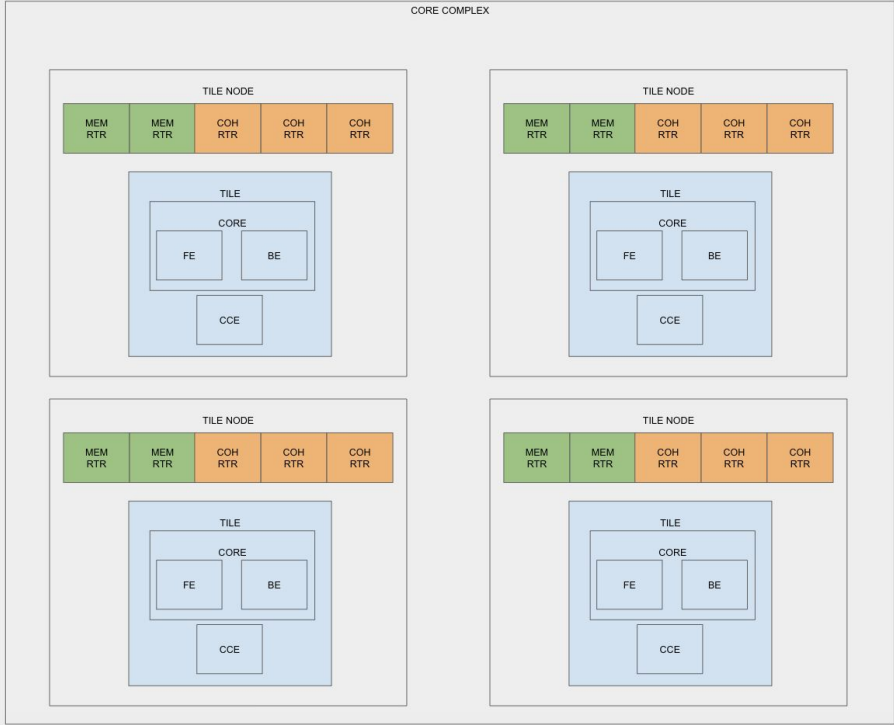 CORE COMPLEX
TILE NODE
MEM
RTR
MEM
RTR
COH
RTR
COH
RTR
COH
RTR
TILE
CORE
FE
BE
CCE
TILE NODE
MEM
RTR
MEM
RTR
COH
RTR
COH
RTR
COH
RTR
TILE
CORE
FE
BE
CCE
TILE NODE
MEM
RTR
MEM
RTR
COH
RTR
COH
RTR
COH
RTR
TILE
CORE
FE
BE
CCE
TILE NODE
MEM
RTR
MEM
RTR
COH
RTR
COH
RTR
COH
RTR
TILE
CORE
FE
BE
CCE